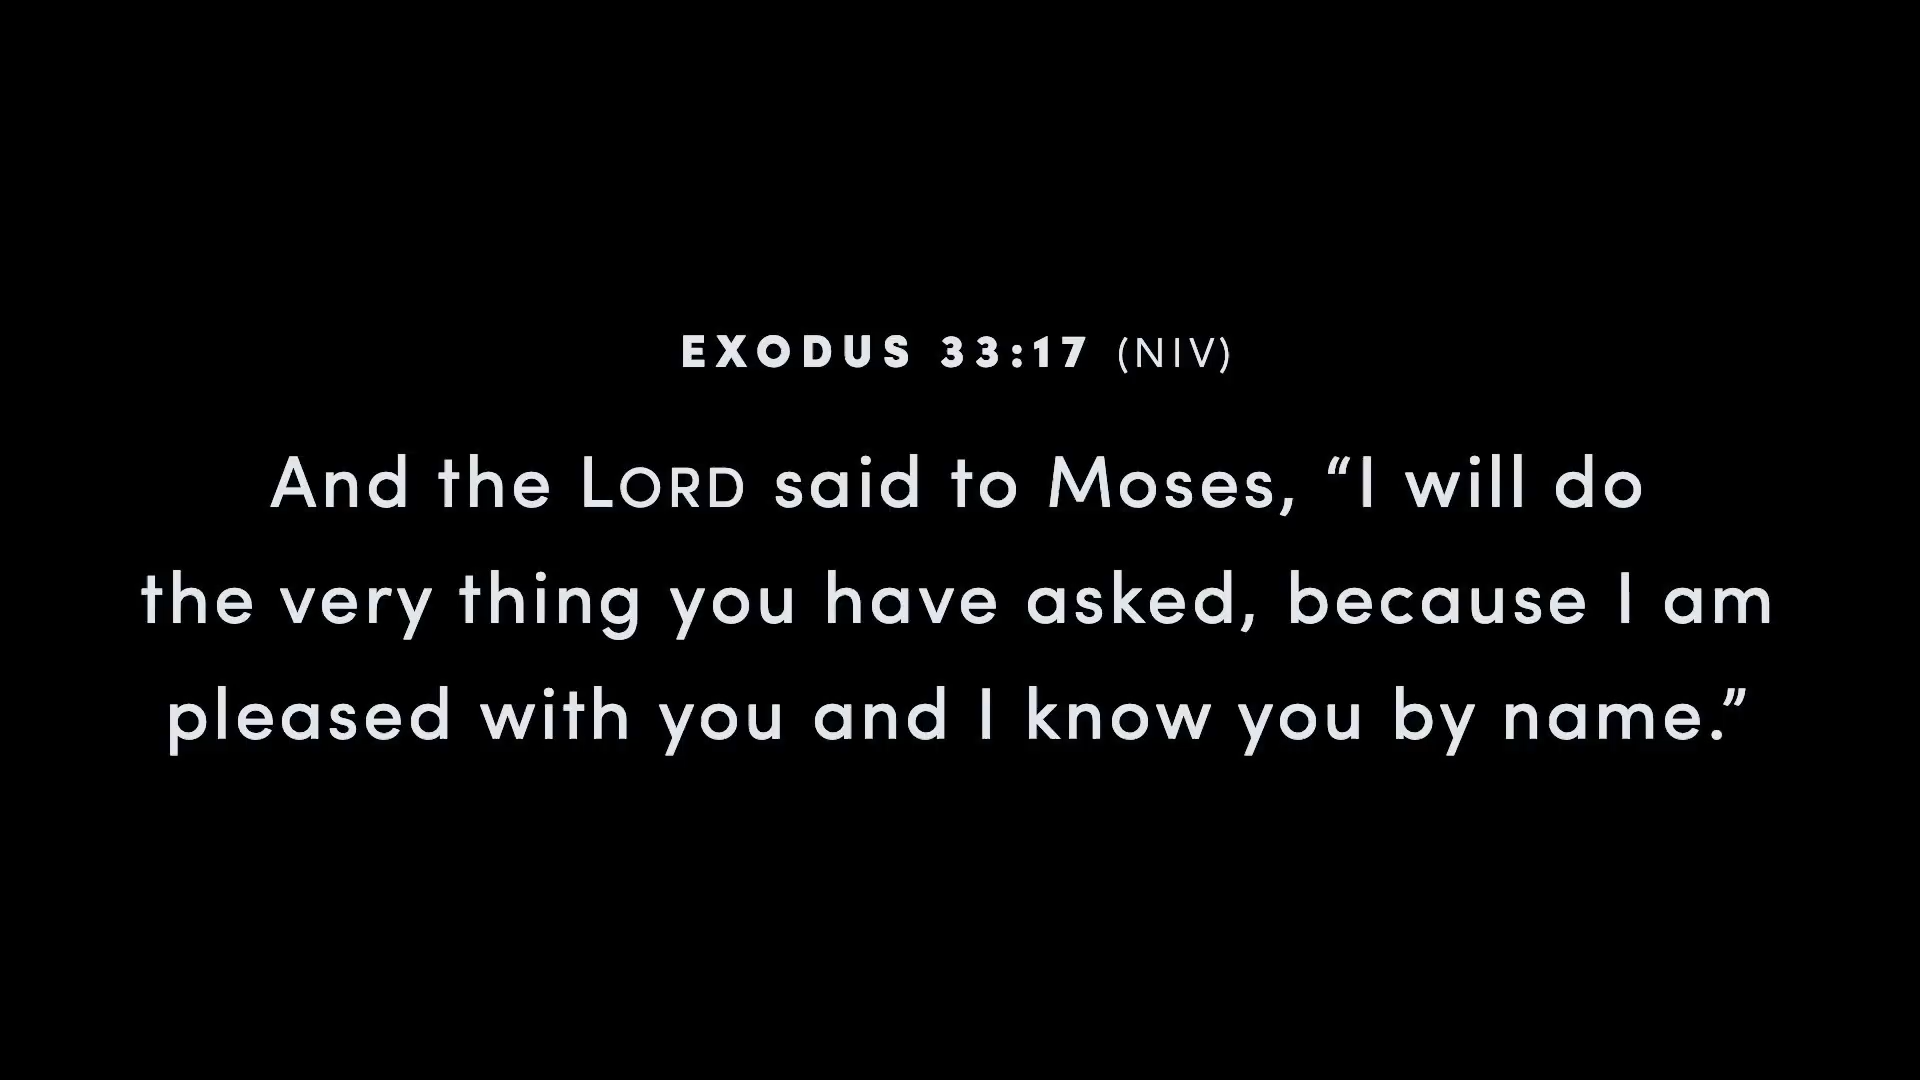 EXODUS 33:17 (NIV)
And the LORD said to Moses, “I will do
the very thing you have asked, because I am
pleased with you and I know you by name.”